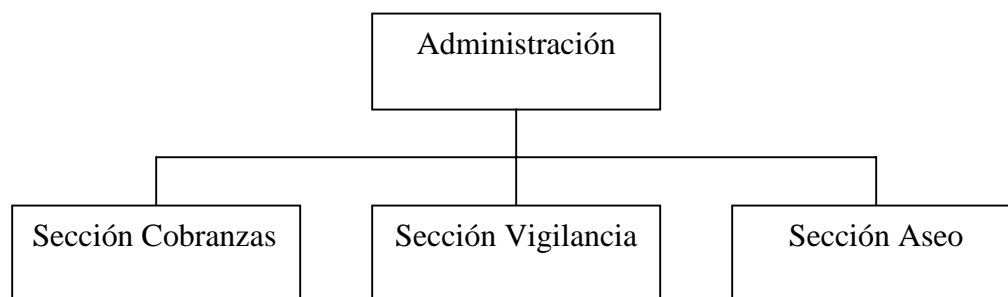 Administración
Sección Cobranzas
Sección Vigilancia
Sección Aseo